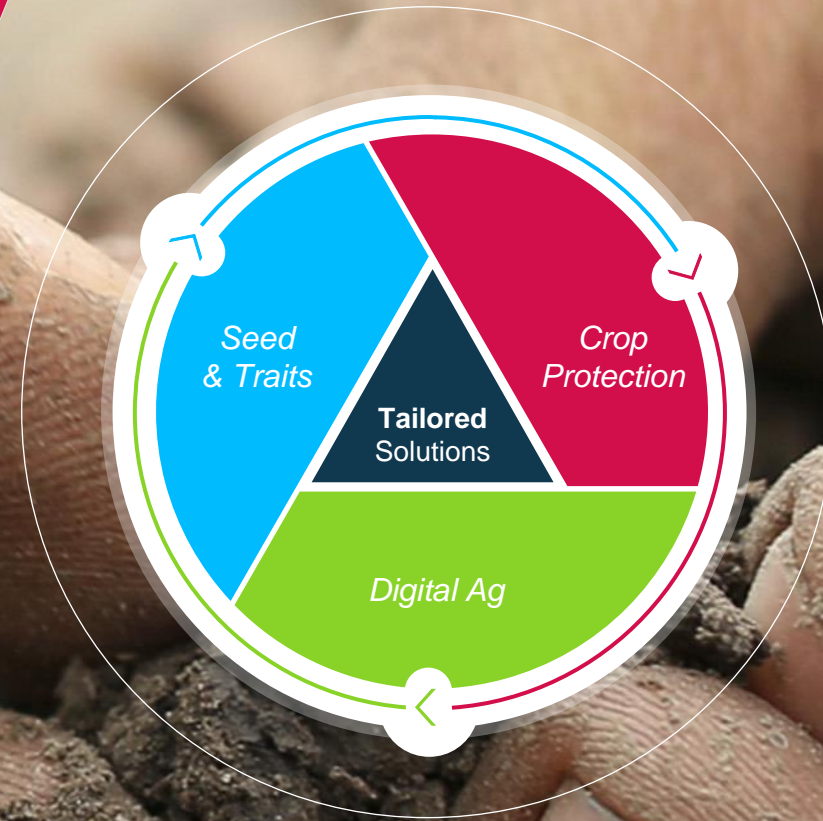 Seed
& Traits
Crop
Protection
Tailored
Solutions
Digital Ag